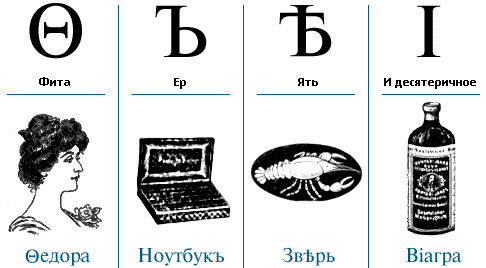 Ѳ Ъ Ѣ І
Фита Ер Ять И десятеричное
Ѳедора Ноутбукъ Звѣрь Віагра